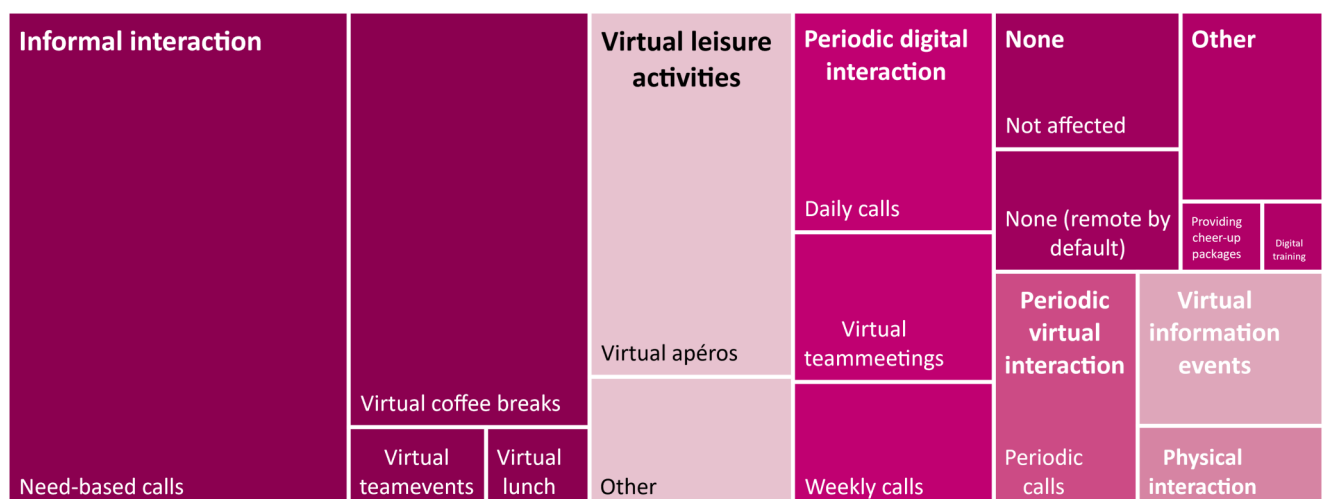 Informal interaction
Need-based calls
Virtual coffee breaks
Virtual
teamevents
Virtual
lunch
Virtual leisure
activities
Virtual apéros
Other
Periodic digital
interaction
Daily calls
Virtual
teammeetings
Weekly calls
None
Not affected
None (remote by
default)
Other
Providing
cheer-up
packages
Digital
training
Periodic
virtual
interaction
Periodic
calls
Virtual
information
events
Physical
interaction